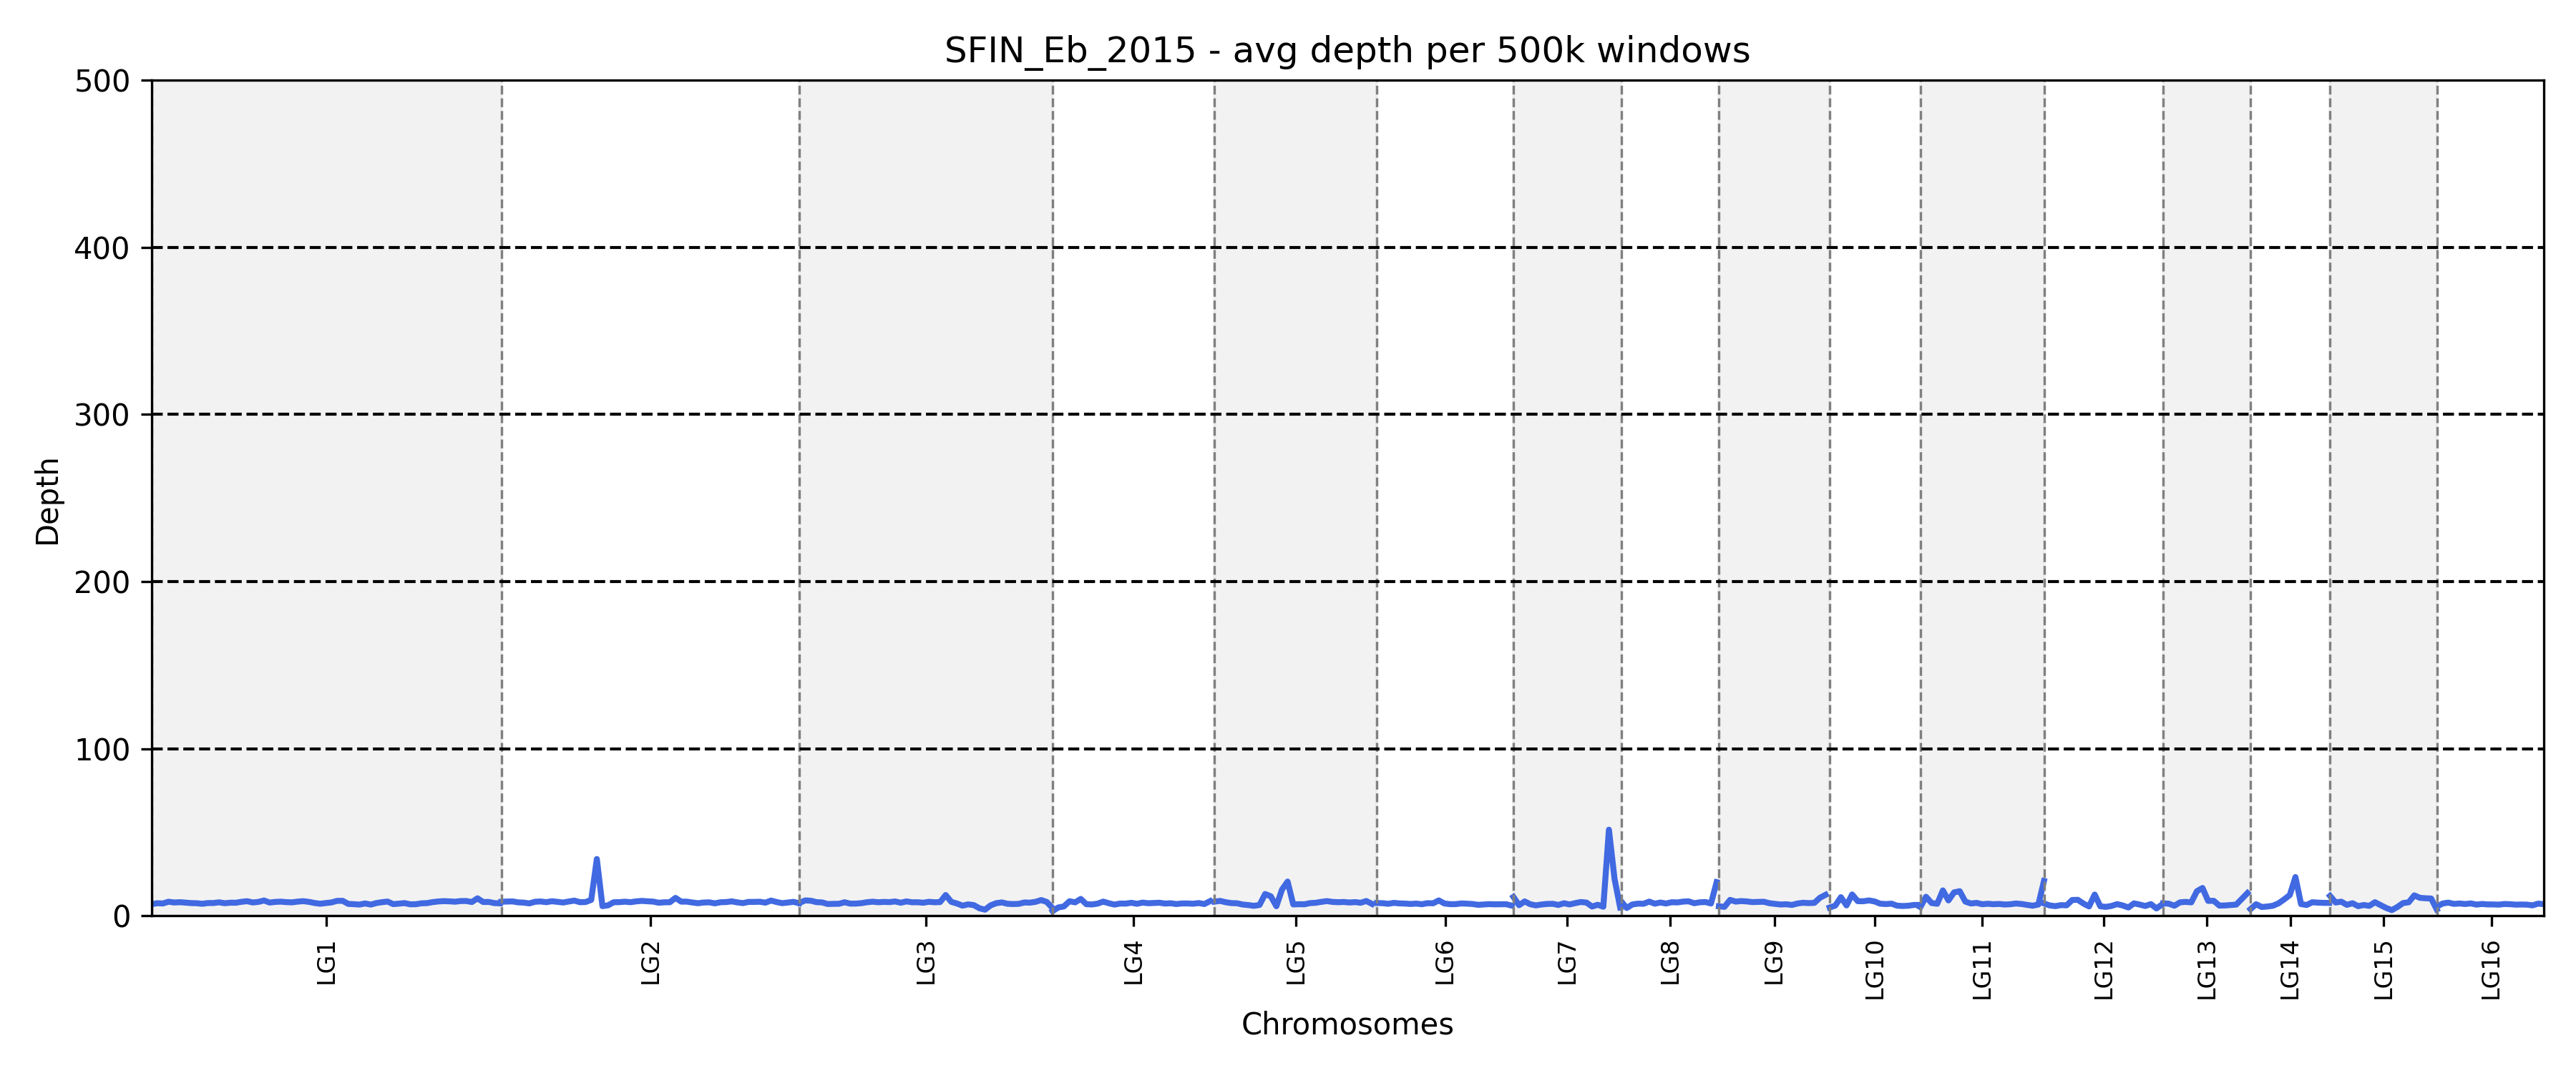 SFIN_Eb_2015 - avg depth per 500k windows
500
400
300
200
100
0
Depth
LG1
LG2
LG3
LG4
LG5
LG6
LG7
LG8
LG9
LG10
LG11
LG12
LG13
LG14
LG15
LG16
Chromosomes